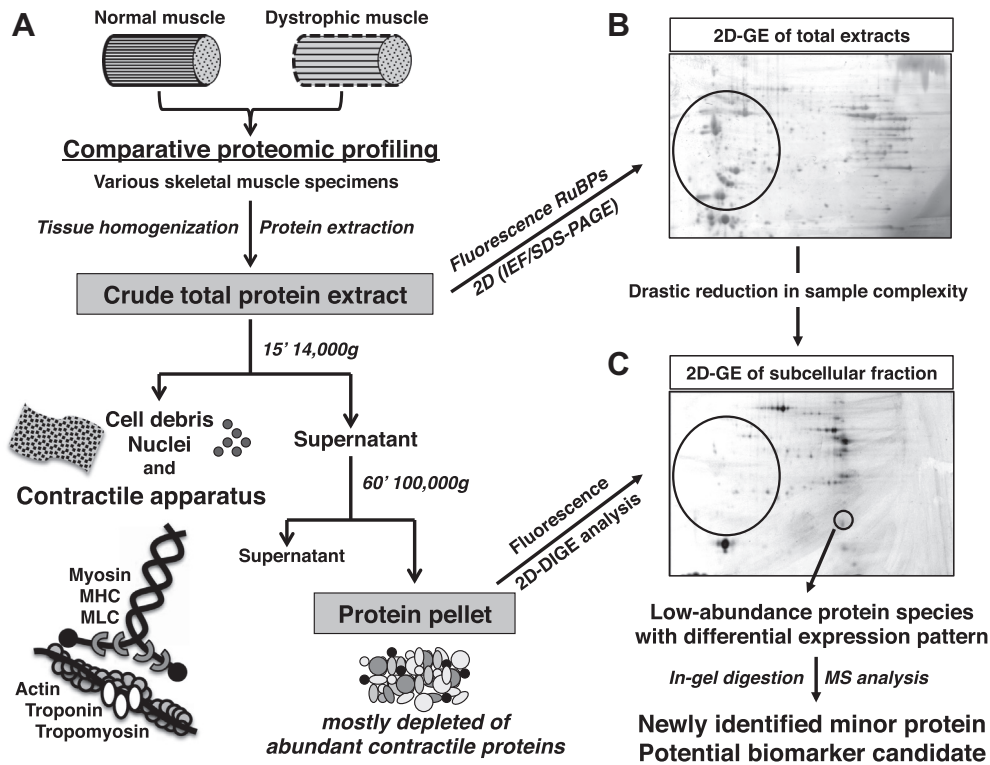 A
Normal muscle
Dystrophic muscle
Comparative proteomic profiling
Various skeletal muscle specimens
Tissue homogenization
Protein extraction
Crude total protein extract
15’ 14,000g
Cell debris
Nuclei
and
Contractile apparatus
Supernatant
60’ 100,000g
Supernatant
Protein pellet
mostly depleted of
abundant contractile proteins
Myosin
MHC
MLC
Actin
Troponin
Tropomyosin
Fluorescence RuBPs
2D (IEF/SDS-PAGE)
Fluorescence
2D-DIGE analysis
B
2D-GE of total extracts
Drastic reduction in sample complexity
C
2D-GE of subcellular fraction
Low-abundance protein species
with differential expression pattern
In-gel digestion
MS analysis
Newly identified minor protein
Potential biomarker candidate